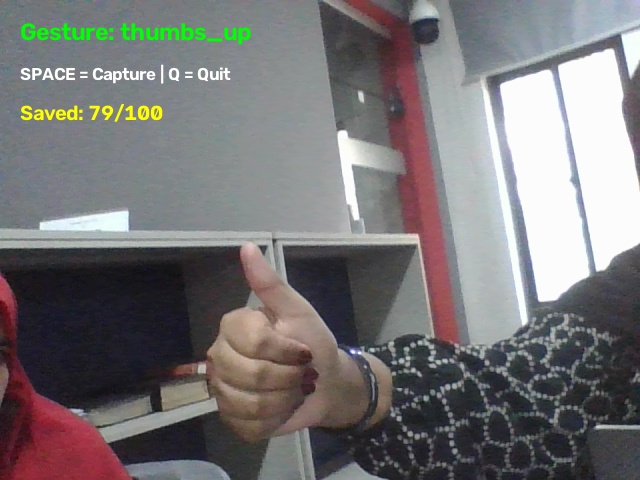 Gesture: thumbs_up
SPACE = Capture | Q = Quit
Saved: 79/100